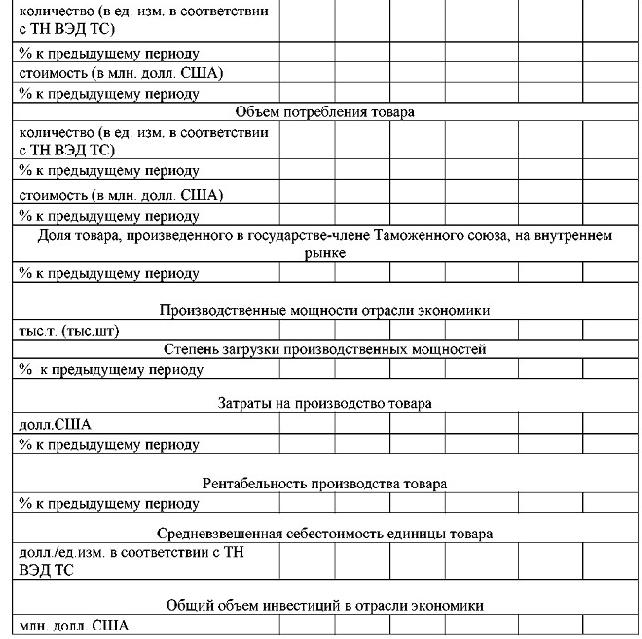 количество (в ед. изм. в соответствии
с ТН ВЭД ТС)
% к предыдущему периоду
стоимость (в млн. долл. США)
% к предыдущему периоду
Объем потребления товара
количество (в ед. изм. в соответствии
с ТН ВЭД ТС)
% к предыдущему периоду
стоимость (в млн. долл. США)
% к предыдущему периоду
Доля товара, произведенного в государстве-члене Таможенного союза, на внутреннем
рынке
% к предыдущему периоду
Производственные мощности отрасли экономики
тыс.т. (тыс.шт)
Степень загрузки производственных мощностей
% к предыдущему периоду
Затраты на производство товара
долл.США
% к предыдущему периоду
Рентабельность производства товара
% к предыдущему периоду
Средневзвешенная себестоимость единицы товара
долл./ед.изм. в соответствии с ТН
ВЭД ТС
Общий объем инвестиций в отрасли экономики
млн. долл. США